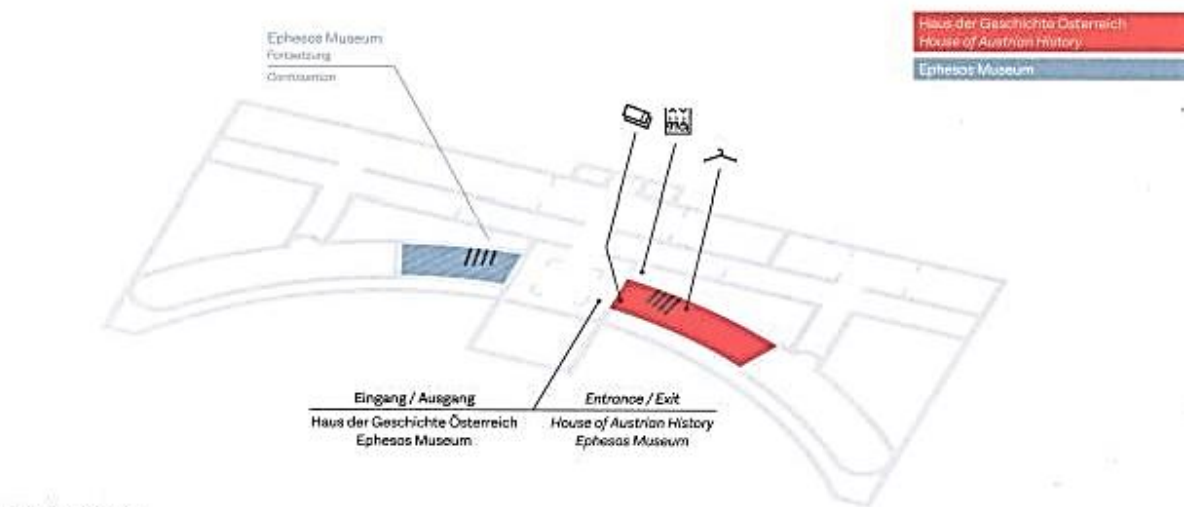 Ephesos Museum
Fortsetzung
Continuation
Haus der Geschichte Österreich
House of Austrian History
Ephesos Museum
Eingang / Ausgang
Haus der Geschichte Österreich
Ephesos Museum
Entrance / Exit
House of Austrian History
Ephesos Museum